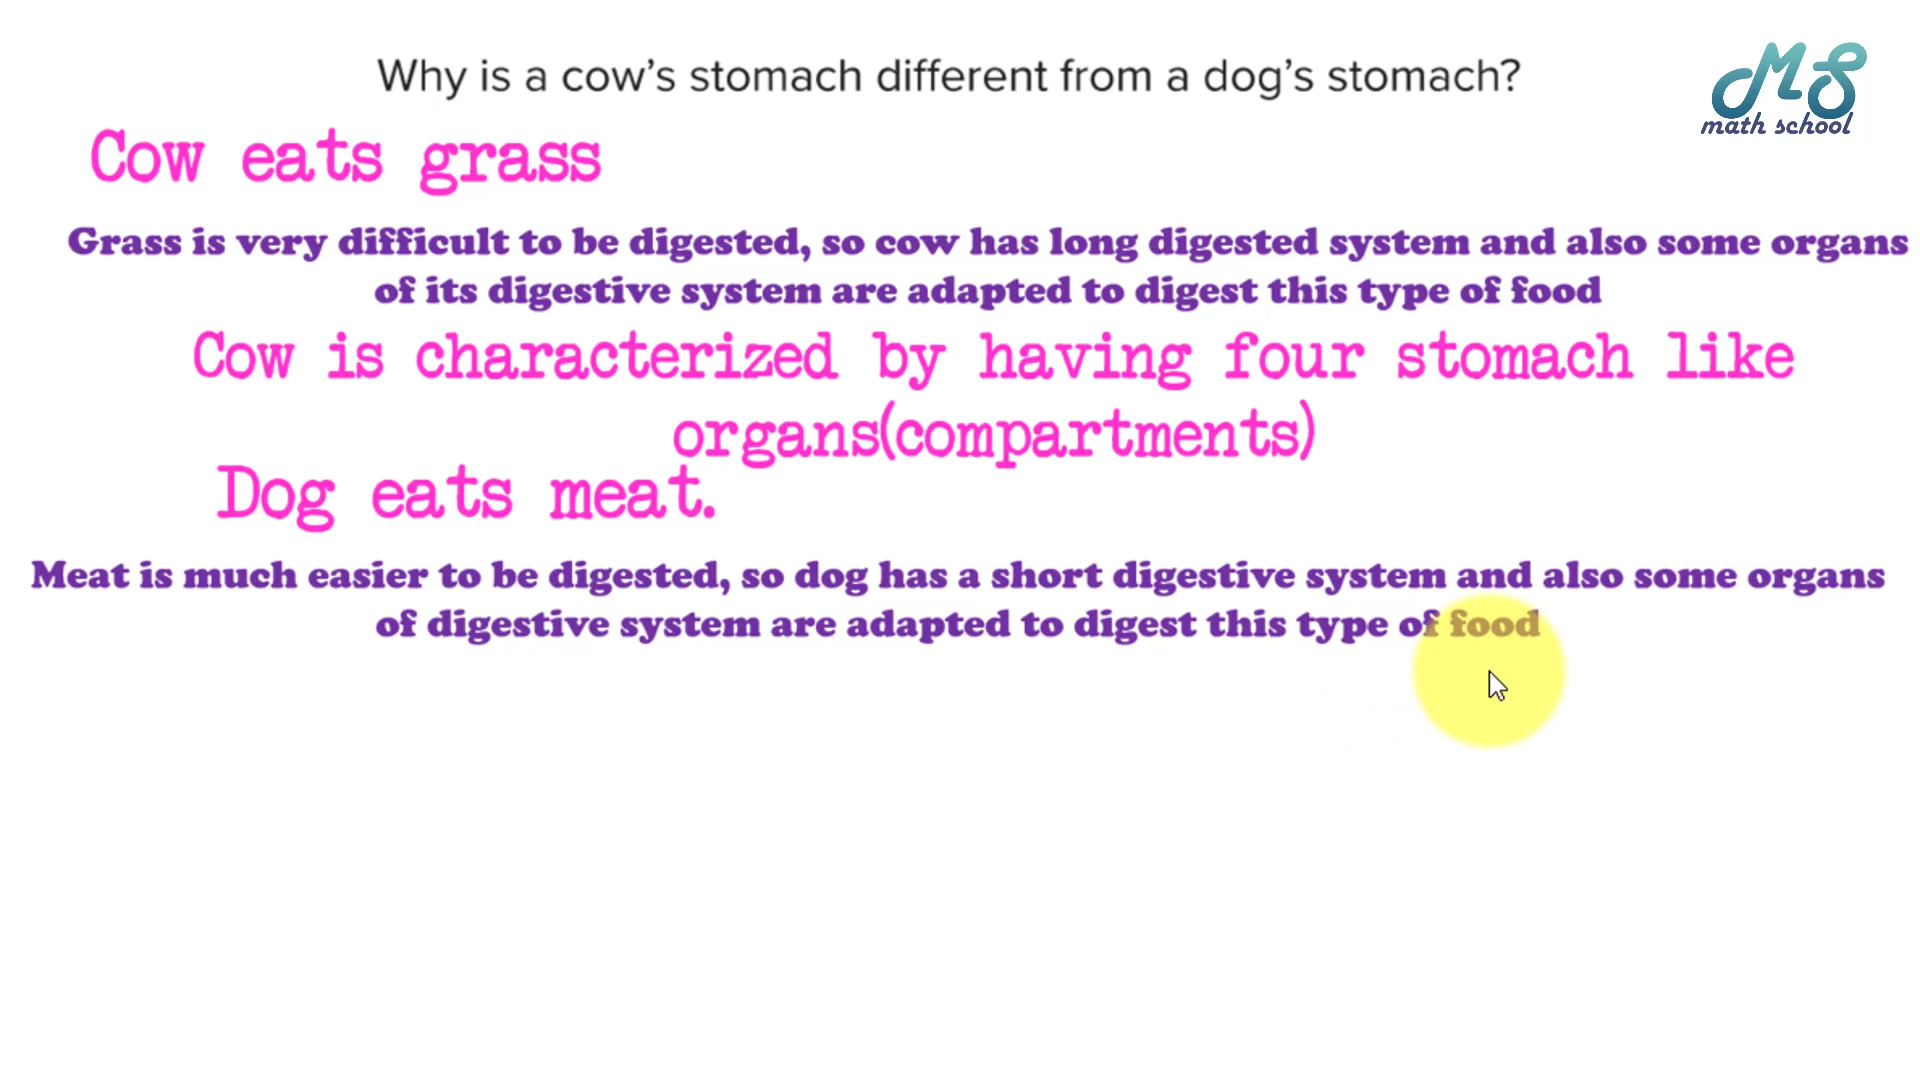 Why is a cow’s stomach different from a dog’s stomach?
MS
math school
Cow eats grass
Grass is very difficult to be digested, so cow has long digested system and also some organs
of its digestive system are adapted to digest this type of food
Cow is characterized by having four stomach like
organs(compartments)
Dog eats meat.
Meat is much easier to be digested, so dog has a short digestive system and also some organs
of digestive system are adapted to digest this type of food